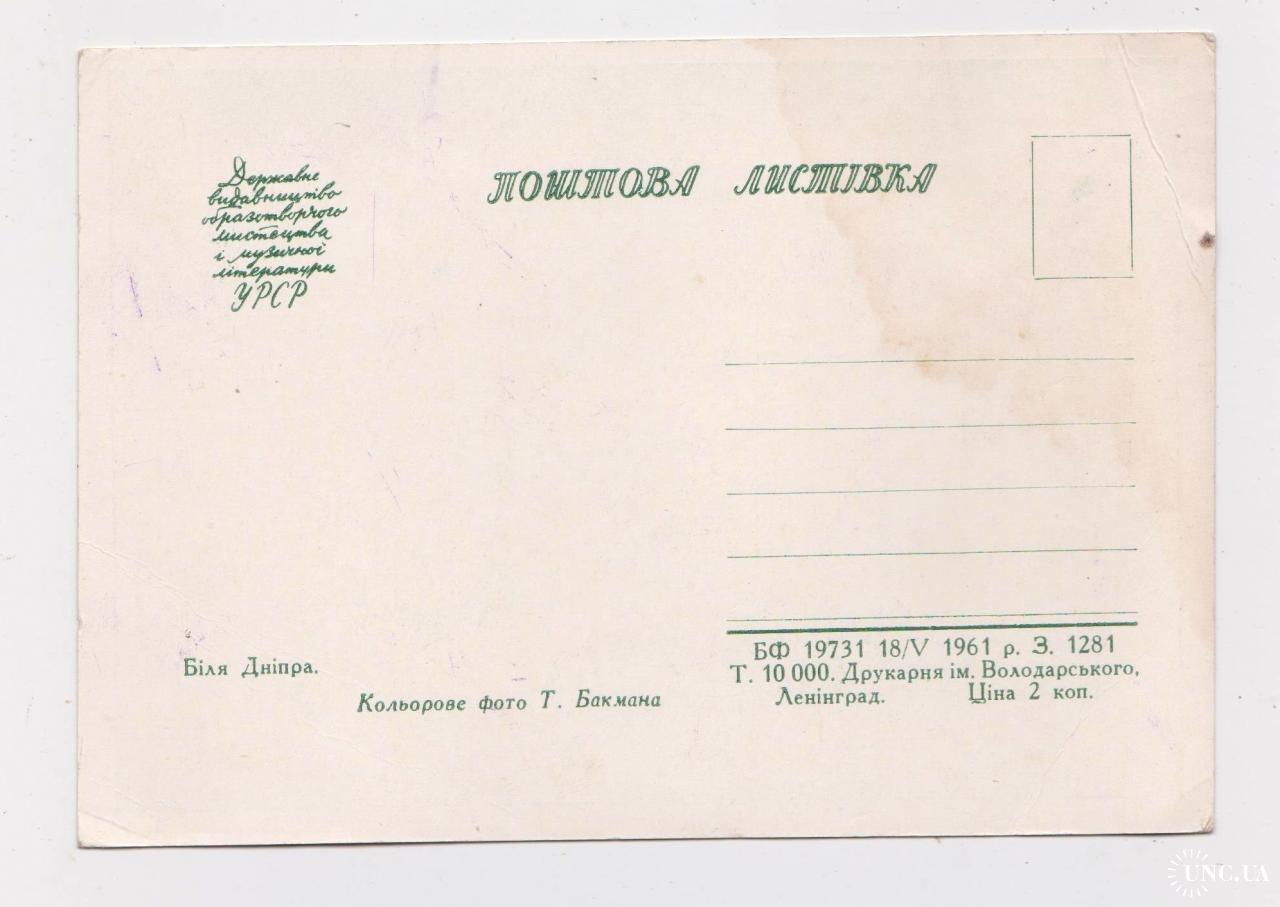 Державне
видавництво
образотворчого
мистецтва
і музичної
літератури
УРСР
ПОШТОВА ЛИСТІВКА
Біля Дніпра.
Кольорове фото Т. Бакмана
БФ 19731 18/V 1961 р. З. 1281
Т. 10 000. Друкарня ім. Володарського,
Ленінград. Ціна 2 коп.
UNC.UA